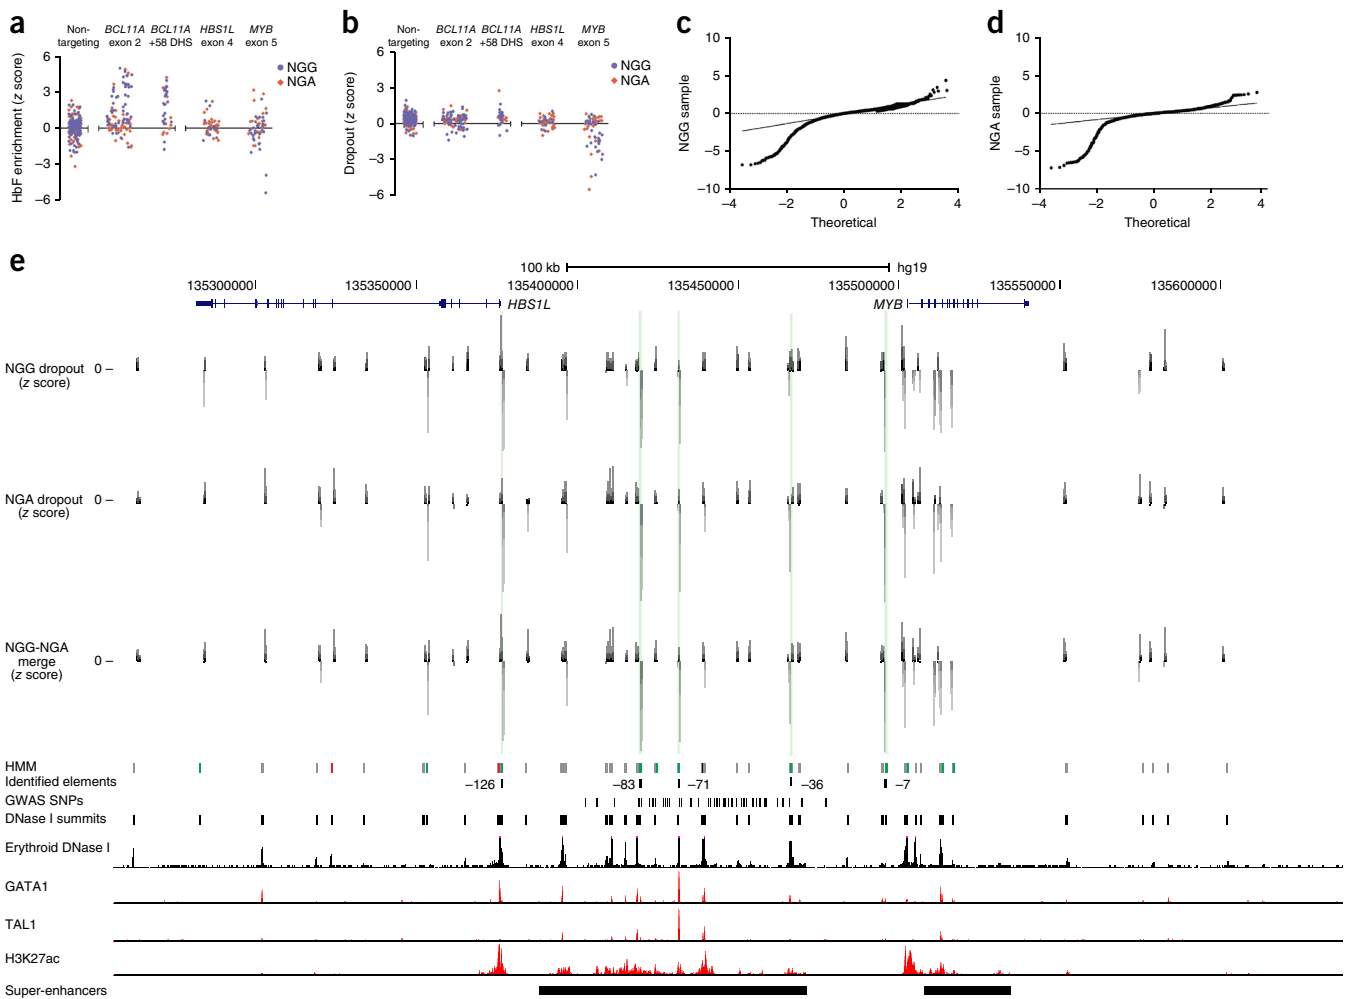 a
Non-targeting
BCL11A exon 2
BCL11A +58 DHS
HBS1L exon 4
MYB exon 5
HbF enrichment (z score)
6
3
0
–3
–6
NGG
NGA
b
Non-targeting
BCL11A exon 2
BCL11A +58 DHS
HBS1L exon 4
MYB exon 5
Dropout (z score)
6
3
0
–3
–6
NGG
NGA
c
NGG sample
10
5
0
–5
–10
–4 –2 0 2 4
Theoretical
d
NGA sample
10
5
0
–5
–10
–4 –2 0 2 4
Theoretical
e
100 kb hg19
135300000 135350000 135400000 135450000 135500000 135550000 135600000
HBS1L MYB
NGG dropout (z score) 0 –
NGA dropout (z score) 0 –
NGG-NGA merge (z score) 0 –
HMM
Identified elements –126 –83 –71 –36 –7
GWAS SNPs
DNase I summits
Erythroid DNase I
GATA1
TAL1
H3K27ac
Super-enhancers